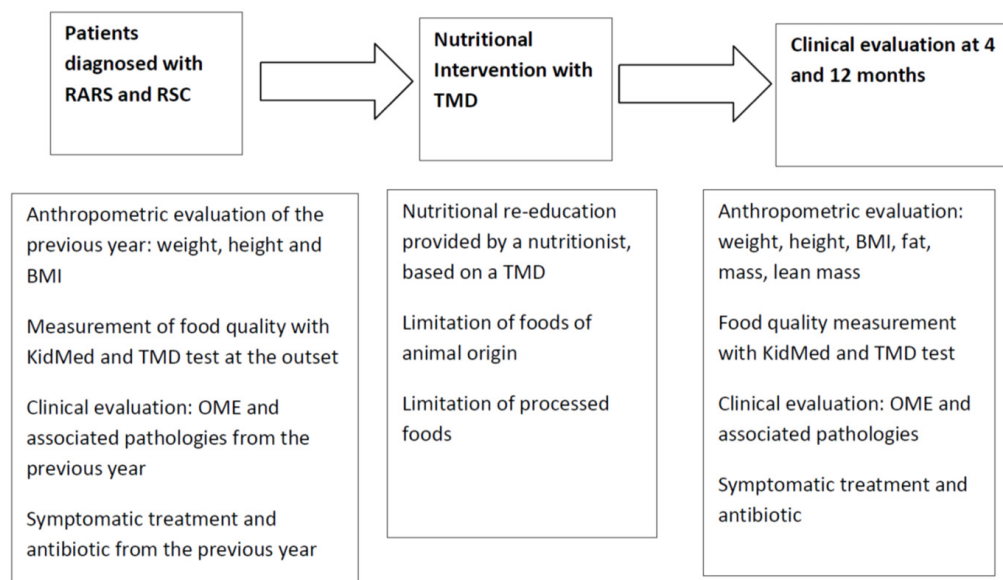 Patients
diagnosed with
RARS and RSC
Nutritional
Intervention with
TMD
Clinical evaluation at 4
and 12 months
Anthropometric evaluation of the
previous year: weight, height and
BMI
Measurement of food quality with
KidMed and TMD test at the outset
Clinical evaluation: OME and
associated pathologies from the
previous year
Symptomatic treatment and
antibiotic from the previous year
Nutritional re-education
provided by a nutritionist,
based on a TMD
Limitation of foods of
animal origin
Limitation of processed
foods
Anthropometric evaluation:
weight, height, BMI, fat,
mass, lean mass
Food quality measurement
with KidMed and TMD test
Clinical evaluation: OME and
associated pathologies
Symptomatic treatment and
antibiotic